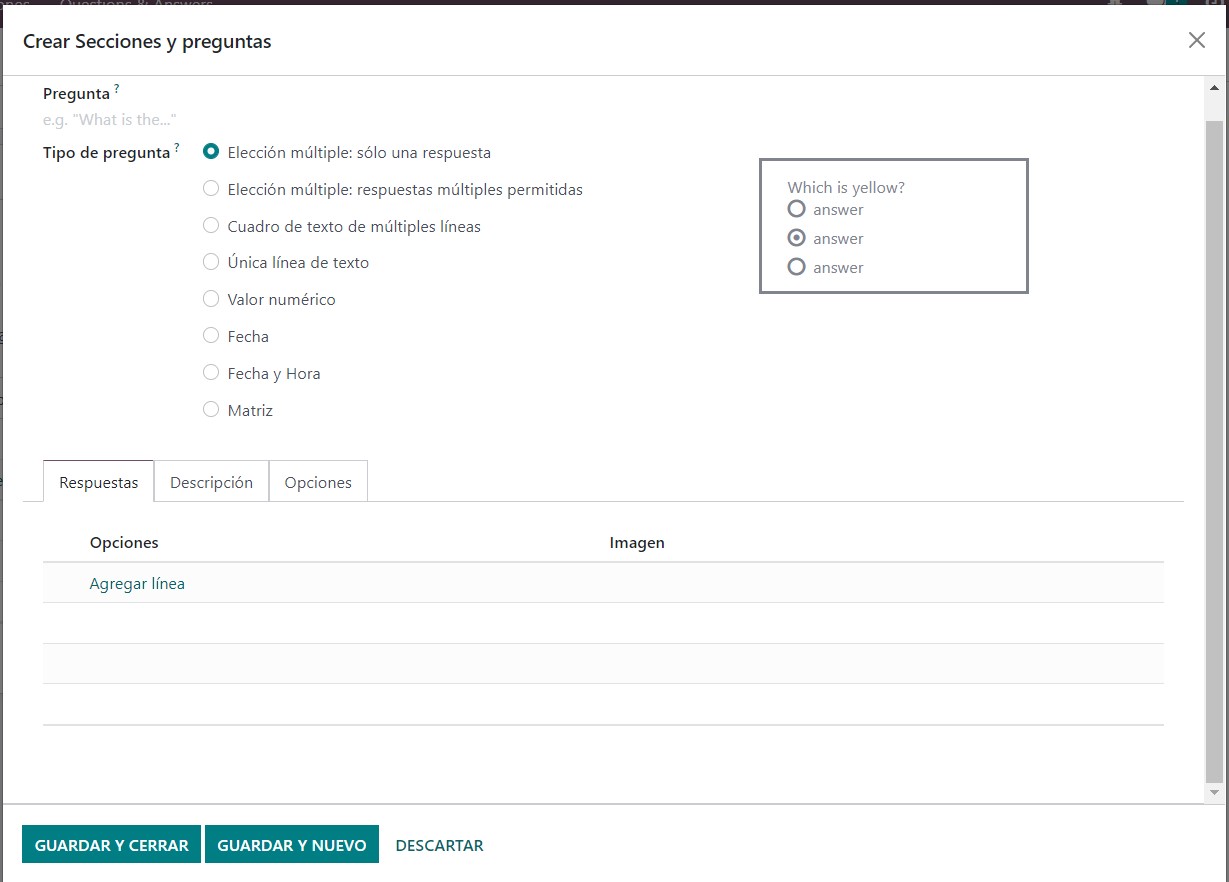 Questions & Answers
Crear Secciones y preguntas
Pregunta ?
e.g. "What is the..."
Tipo de pregunta ?
Elección múltiple: sólo una respuesta
Elección múltiple: respuestas múltiples permitidas
Cuadro de texto de múltiples líneas
Única línea de texto
Valor numérico
Fecha
Fecha y Hora
Matriz
Which is yellow?
answer
answer
answer
Respuestas Descripción Opciones
Opciones Imagen
Agregar línea
GUARDAR Y CERRAR GUARDAR Y NUEVO DESCARTAR